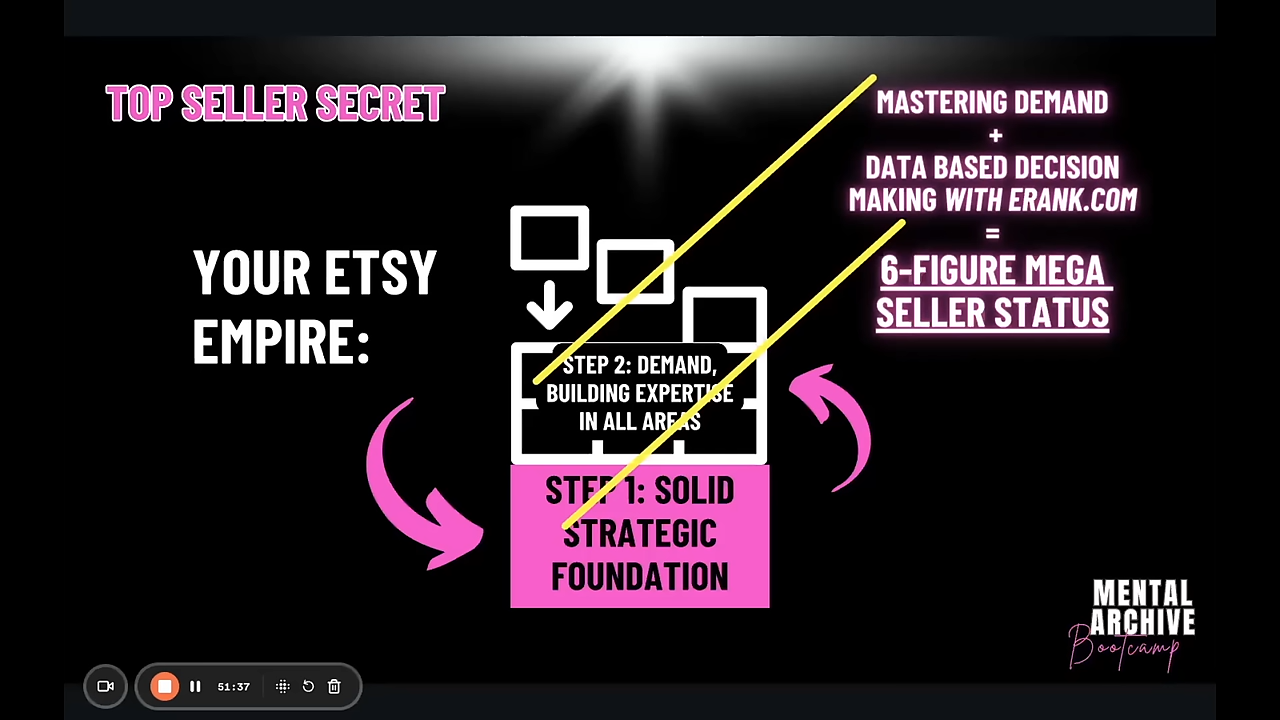 TOP SELLER SECRET
MASTERING DEMAND
+
DATA BASED DECISION
MAKING WITH ERANK.COM
=
6-FIGURE MEGA
SELLER STATUS
YOUR ETSY
EMPIRE:
STEP 2: DEMAND,
BUILDING EXPERTISE
IN ALL AREAS
STEP 1: SOLID
STRATEGIC
FOUNDATION
MENTAL
ARCHIVE
Bootcamp
51:37